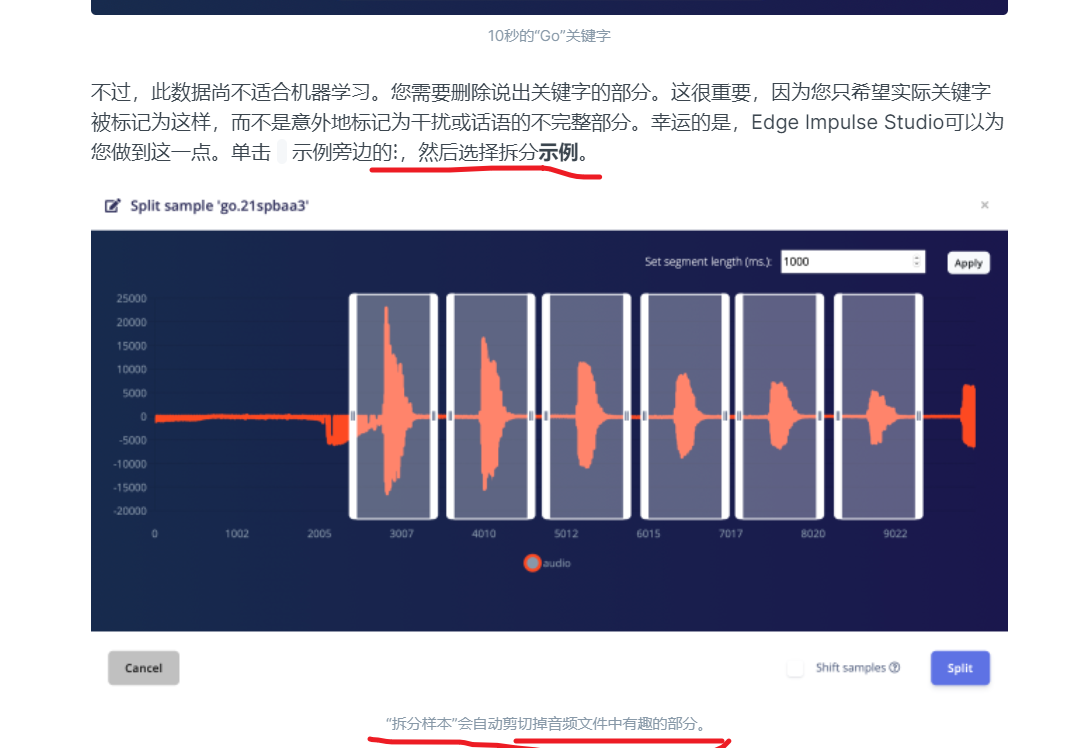 10秒的“Go”关键字
不过，此数据尚不适合机器学习。您需要删除说出关键字的部分。这很重要，因为您只希望实际关键字
被标记为这样，而不是意外地标记为干扰或话语的不完整部分。幸运的是，Edge Impulse Studio可以为
您做到这一点。单击 示例旁边的⋮，然后选择拆分示例。
Split sample 'go.21spbaa3'
×
Set segment length (ms.): 1000 Apply
25000
20000
15000
10000
5000
0
-5000
-10000
-15000
-20000
0 1002 2005 3007 4010 5012 6015 7017 8020 9022
audio
Cancel Shift samples Split
“拆分样本”会自动剪切掉音频文件中有趣的部分。